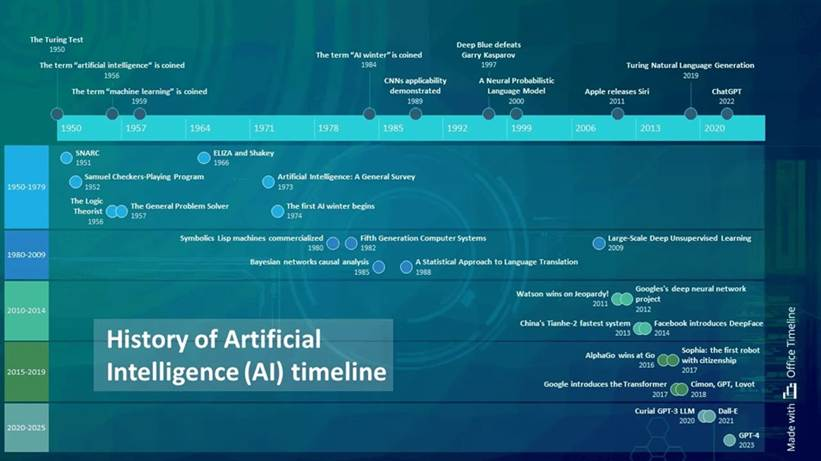 The Turing Test
1950
The term "artificial intelligence" is coined
1956
The term "machine learning" is coined
1959
The term "AI winter" is coined
1984
CNNs applicability
demonstrated
1989
Deep Blue defeats
Garry Kasparov
1997
A Neural Probabilistic
Language Model
2000
Apple releases Siri
2011
Turing Natural Language Generation
2019
ChatGPT
2022
1950 1957 1964 1971 1978 1985 1992 1999 2006 2013 2020
1950-1979
SNARC
1951
ELIZA and Shakey
1966
Samuel Checkers-Playing Program
1952
Artificial Intelligence: A General Survey
1973
The Logic
Theorist
1956
The General Problem Solver
1957
The first AI winter begins
1974
1980-2009
Symbolics Lisp machines commercialized
1980
Fifth Generation Computer Systems
1982
Large-Scale Deep Unsupervised Learning
2009
Bayesian networks causal analysis
1985
A Statistical Approach to Language Translation
1988
2010-2014
Watson wins on Jeopardy!
2011
Googles's deep neural network
project
2012
China's Tianhe-2 fastest system
2013
Facebook introduces DeepFace
2014
History of Artificial
Intelligence (AI) timeline
2015-2019
AlphaGo wins at Go
2016
Sophia: the first robot
with citizenship
2017
Google introduces the Transformer
2017
Cimon, GPT, Lovot
2018
2020-2025
Curial GPT-3 LLM
2020
Dall-E
2021
GPT-4
2023
Made with Office Timeline